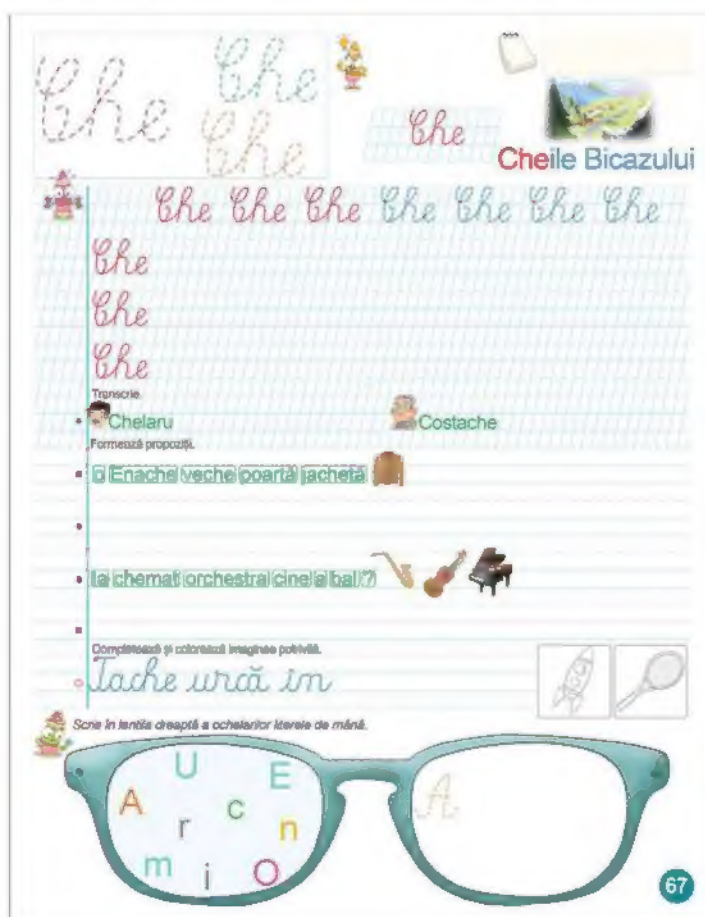 Che Che
Che
Che
Cheile Bicazului
Che Che Che Che Che Che Che
Che
Che
Che
Transcrie.
Chelaru Costache
Formează propoziții.
o Enache veche poartă jachetă
la chemat orchestra cine a bal ?
Completează și colorează imaginea potrivită.
Tache urcă în
Scrie în lentila dreaptă a ochelarilor literele de mână.
U E
A c
r n
m i O
A
67